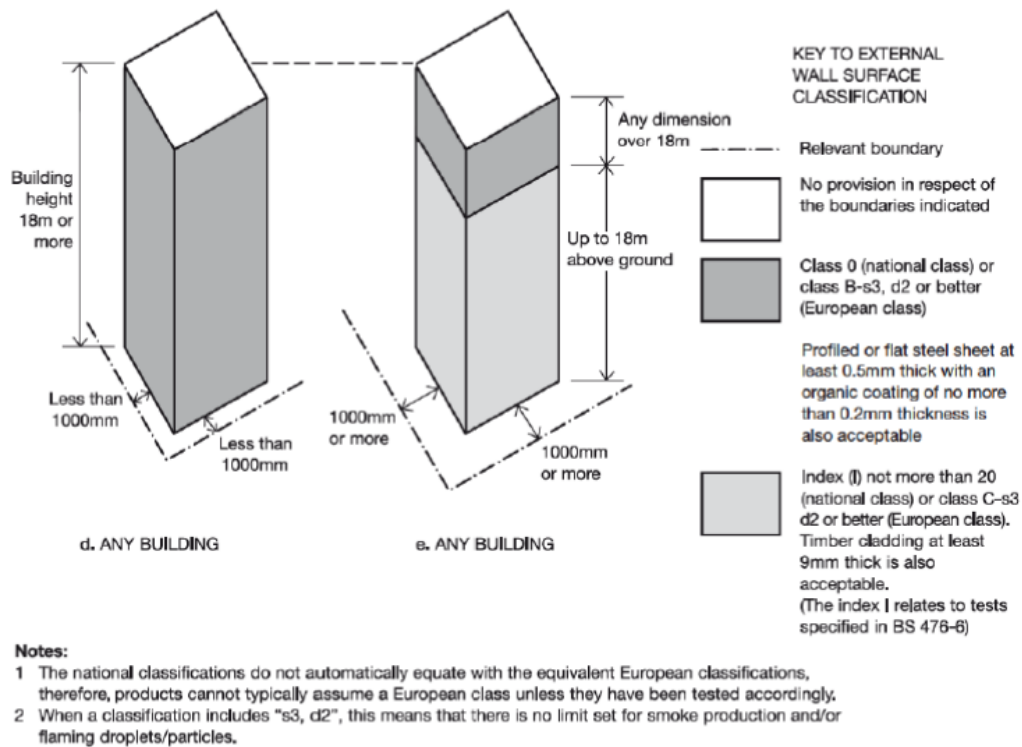 Building
height
18m or
more
Less than
1000mm
Less than
1000mm
d. ANY BUILDING
Any dimension
over 18m
Up to 18m
above ground
1000mm
or more
1000mm
or more
e. ANY BUILDING
KEY TO EXTERNAL
WALL SURFACE
CLASSIFICATION
Relevant boundary
No provision in respect of
the boundaries indicated
Class 0 (national class) or
class B-s3, d2 or better
(European class)
Profiled or flat steel sheet at
least 0.5mm thick with an
organic coating of no more
than 0.2mm thickness is
also acceptable
Index (I) not more than 20
(national class) or class C-s3
d2 or better (European class).
Timber cladding at least
9mm thick is also
acceptable.
(The index I relates to tests
specified in BS 476-6)
Notes:
1 The national classifications do not automatically equate with the equivalent European classifications,
therefore, products cannot typically assume a European class unless they have been tested accordingly.
2 When a classification includes "s3, d2", this means that there is no limit set for smoke production and/or
flaming droplets/particles.